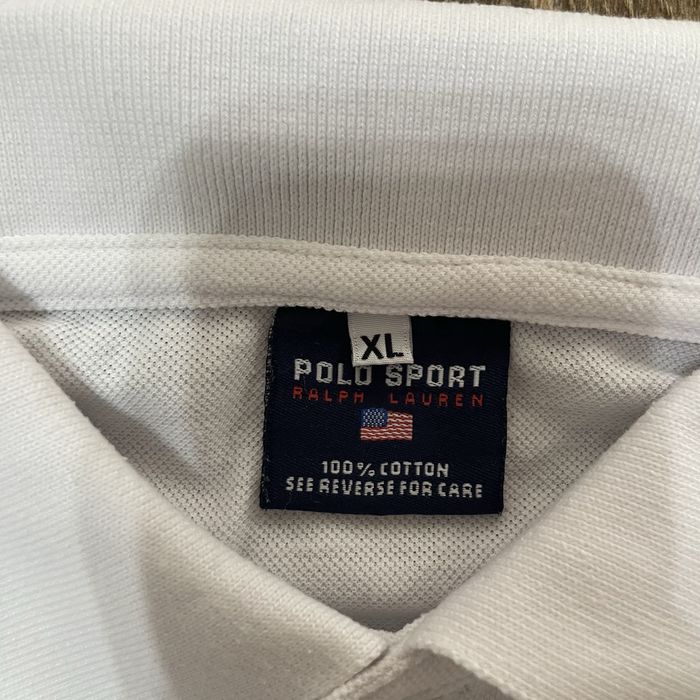 XL
POLO SPORT
RALPH LAUREN
100% COTTON
SEE REVERSE FOR CARE